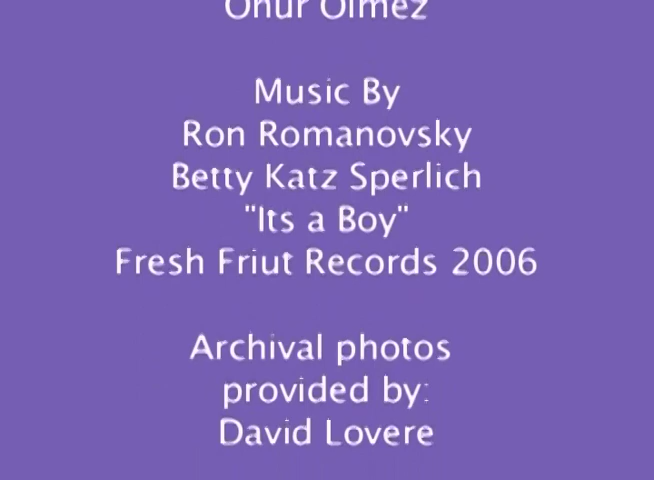 Onur Olmez
Music By
Ron Romanovsky
Betty Katz Sperlich
"Its a Boy"
Fresh Friut Records 2006
Archival photos
provided by:
David Lovere